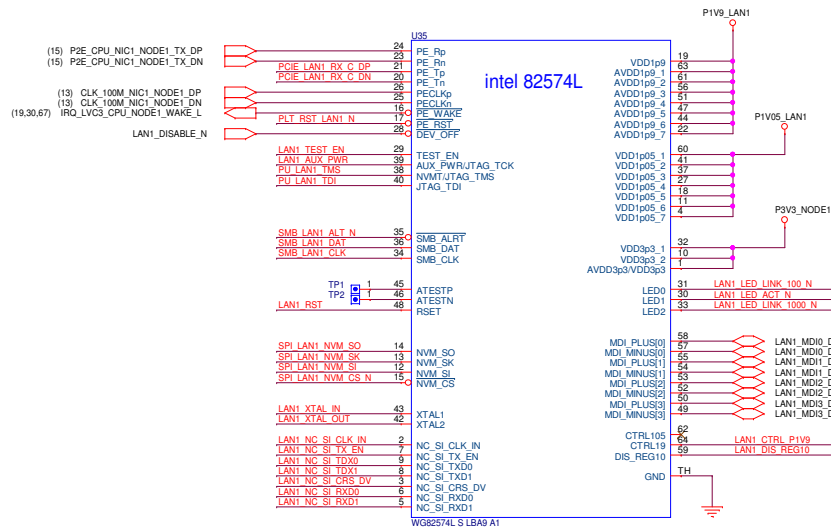 P1V9_LAN1
U35
intel 82574L
(15) P2E_CPU_NIC1_NODE1_TX_DP 24 PE_Rp
(15) P2E_CPU_NIC1_NODE1_TX_DN 23 PE_Rn
PCIE_LAN1_RX_C_DP 21 PE_Tp
PCIE_LAN1_RX_C_DN 20 PE_Tn
(13) CLK_100M_NIC1_NODE1_DP 26 PECLKp
(13) CLK_100M_NIC1_NODE1_DN 25 PECLKn
(19,30,67) IRQ_LVC3_CPU_NODE1_WAKE_L 16 PE_WAKE
PLT_RST_LAN1_N 17 PE_RST
LAN1_DISABLE_N 28 DEV_OFF
LAN1_TEST_EN 29 TEST_EN
LAN1_AUX_PWR 39 AUX_PWR/JTAG_TCK
PU_LAN1_TMS 38 NVMT/JTAG_TMS
PU_LAN1_TDI 40 JTAG_TDI
SMB_LAN1_ALT_N 35 SMB_ALRT
SMB_LAN1_DAT 36 SMB_DAT
SMB_LAN1_CLK 34 SMB_CLK
TP1 1 45 ATESTP
TP2 1 46 ATESTN
LAN1_RST 48 RSET
SPI_LAN1_NVM_SO 14 NVM_SO
SPI_LAN1_NVM_SK 13 NVM_SK
SPI_LAN1_NVM_SI 12 NVM_SI
SPI_LAN1_NVM_CS_N 15 NVM_CS
LAN1_XTAL_IN 43 XTAL1
LAN1_XTAL_OUT 42 XTAL2
LAN1_NC_SI_CLK_IN 2 NC_SI_CLK_IN
LAN1_NC_SI_TX_EN 7 NC_SI_TX_EN
LAN1_NC_SI_TDX0 9 NC_SI_TXD0
LAN1_NC_SI_TDX1 8 NC_SI_TXD1
LAN1_NC_SI_CRS_DV 3 NC_SI_CRS_DV
LAN1_NC_SI_RXD0 6 NC_SI_RXD0
LAN1_NC_SI_RXD1 5 NC_SI_RXD1
VDD1p9 19
AVDD1p9_1 63
AVDD1p9_2 61
AVDD1p9_3 56
AVDD1p9_4 51
AVDD1p9_5 47
AVDD1p9_6 44
AVDD1p9_7 22
P1V05_LAN1
VDD1p05_1 60
VDD1p05_2 41
VDD1p05_3 37
VDD1p05_4 27
VDD1p05_5 18
VDD1p05_6 11
VDD1p05_7 4
P3V3_NODE1
VDD3p3_1 32
VDD3p3_2 10
AVDD3p3/VDD3p3 1
LED0 31 LAN1_LED_LINK_100_N
LED1 30 LAN1_LED_ACT_N
LED2 33 LAN1_LED_LINK_1000_N
MDI_PLUS[0] 58 LAN1_MDI0_D
MDI_MINUS[0] 57 LAN1_MDI0_D
MDI_PLUS[1] 55 LAN1_MDI1_D
MDI_MINUS[1] 54 LAN1_MDI1_D
MDI_PLUS[2] 53 LAN1_MDI2_D
MDI_MINUS[2] 52 LAN1_MDI2_D
MDI_PLUS[3] 50 LAN1_MDI3_D
MDI_MINUS[3] 49 LAN1_MDI3_D
CTRL105 62
CTRL19 64 LAN1_CTRL_P1V9
DIS_REG10 59 LAN1_DIS_REG10
GND TH
WG82574L S LBA9 A1